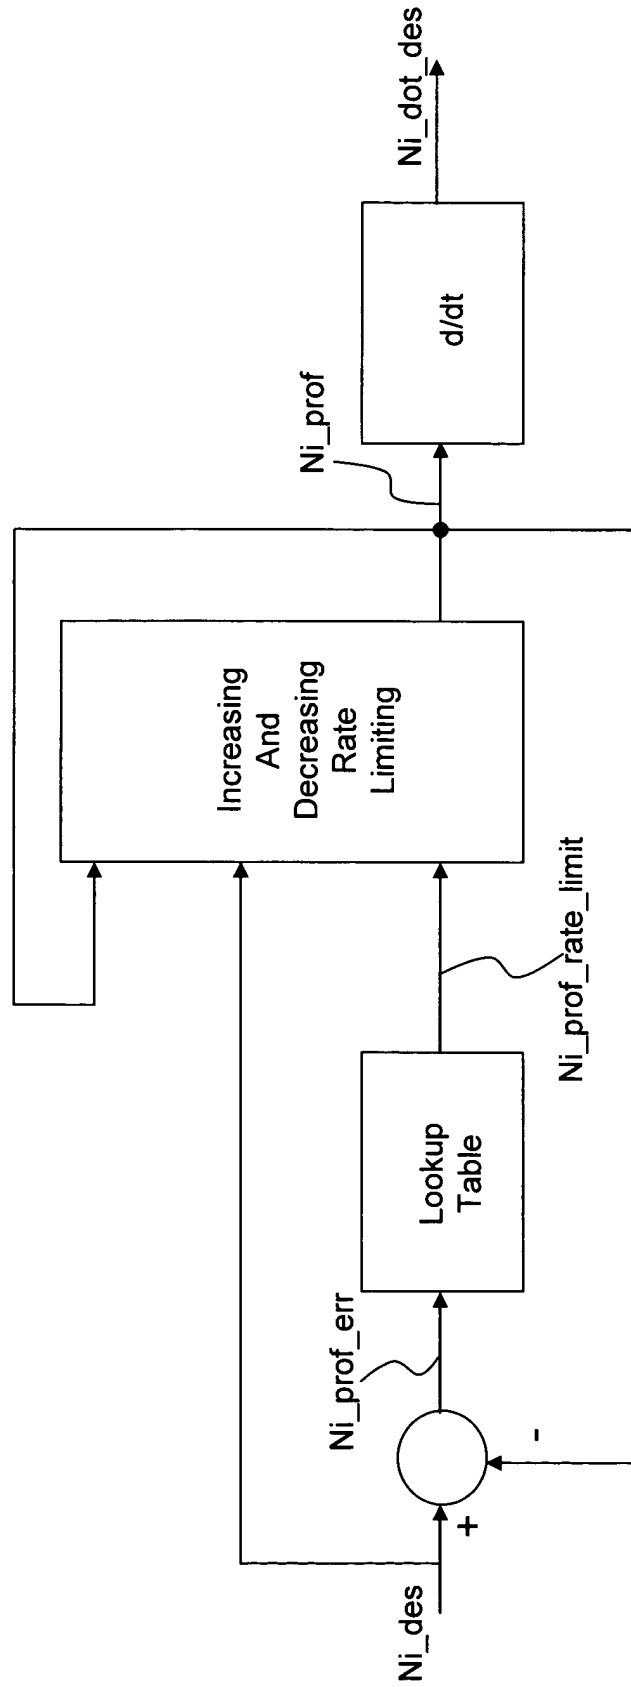 Ni_des
+
-
Ni_prof_err
Lookup
Table
Ni_prof_rate_limit
Increasing
And
Decreasing
Rate
Limiting
Ni_prof
d/dt
Ni_dot_des